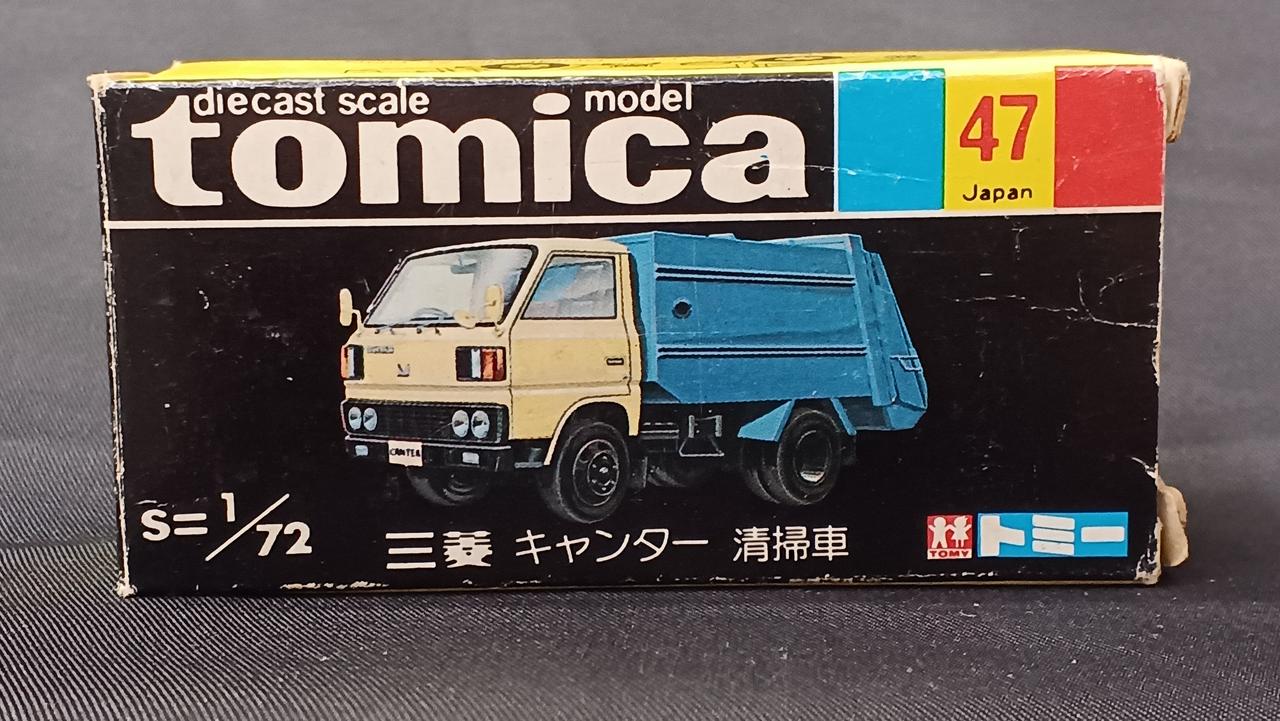 diecast scale model
tomica
47
Japan
CANTER
S=1/72
三菱 キャンター 清掃車
TOMY
トミー